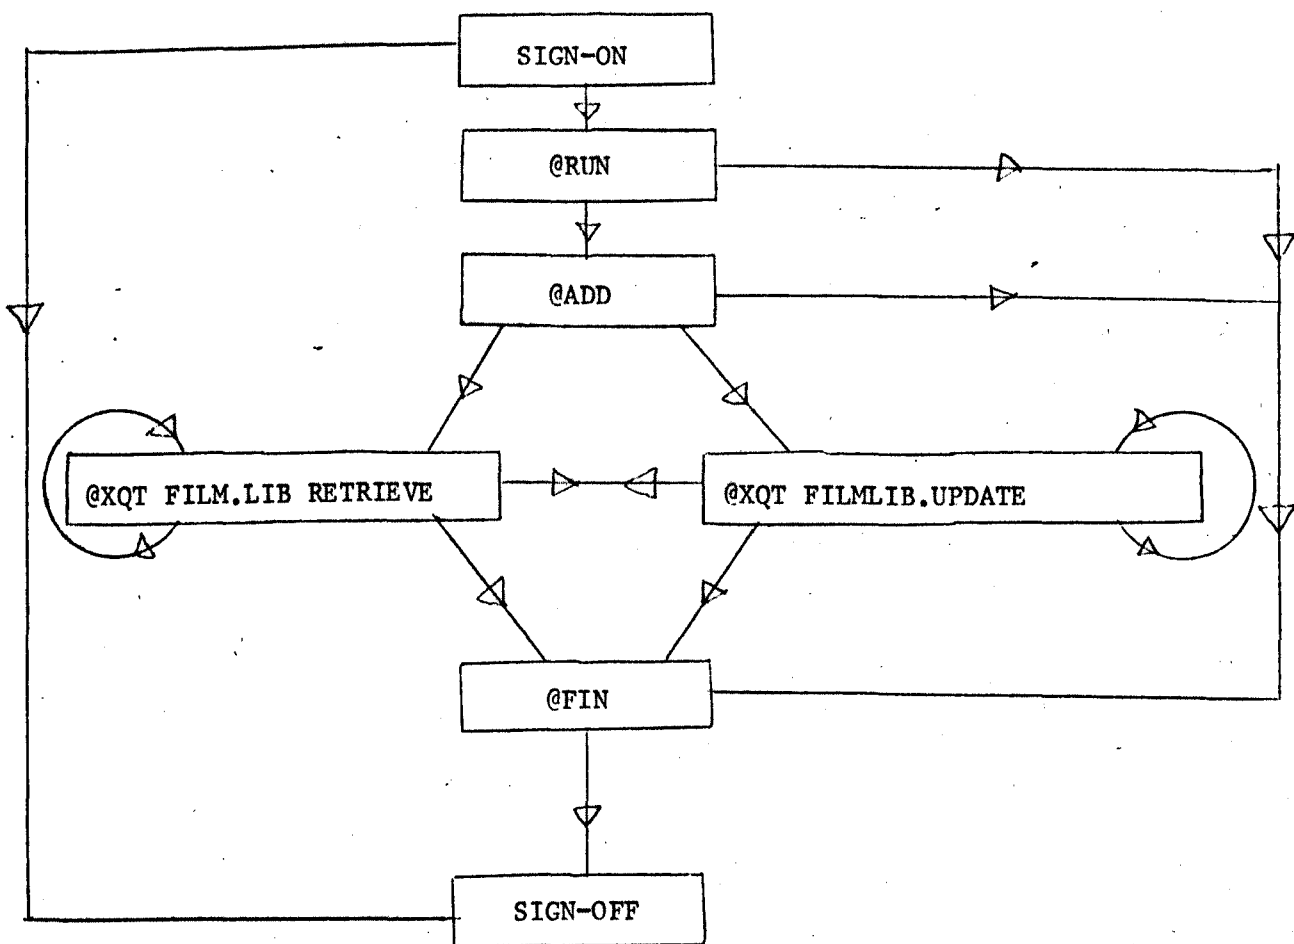 SIGN-ON
@RUN
@ADD
@XQT FILM.LIB RETRIEVE
@XQT FILMLIB.UPDATE
@FIN
SIGN-OFF